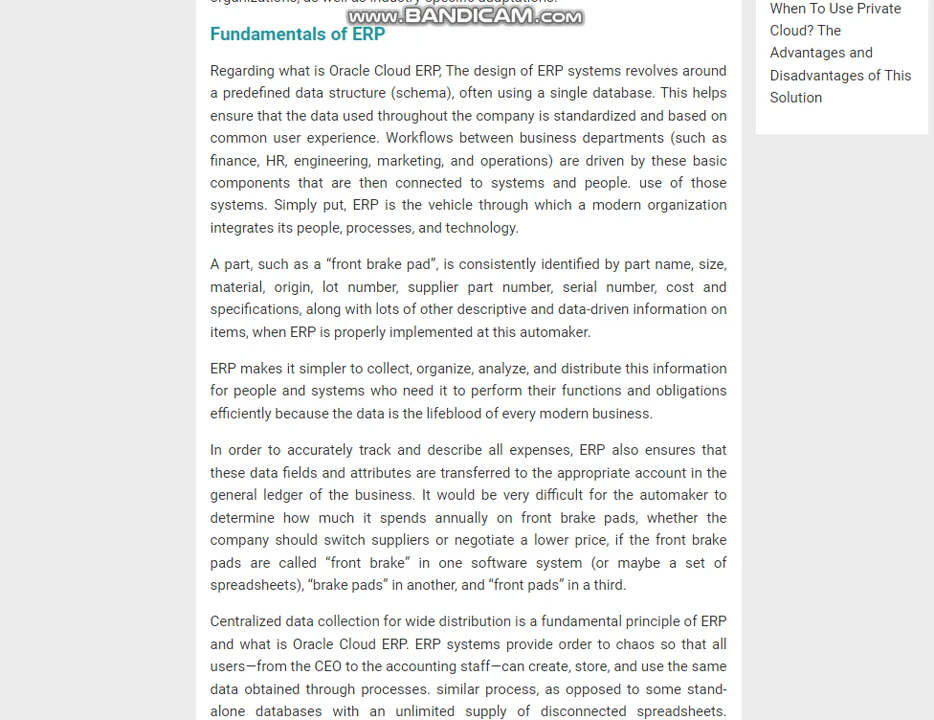 organizations, as well as industry-specific adaptations.
www.BANDICAM.com
Fundamentals of ERP
Regarding what is Oracle Cloud ERP, The design of ERP systems revolves around
a predefined data structure (schema), often using a single database. This helps
ensure that the data used throughout the company is standardized and based on
common user experience. Workflows between business departments (such as
finance, HR, engineering, marketing, and operations) are driven by these basic
components that are then connected to systems and people. use of those
systems. Simply put, ERP is the vehicle through which a modern organization
integrates its people, processes, and technology.
A part, such as a “front brake pad”, is consistently identified by part name, size,
material, origin, lot number, supplier part number, serial number, cost and
specifications, along with lots of other descriptive and data-driven information on
items, when ERP is properly implemented at this automaker.
ERP makes it simpler to collect, organize, analyze, and distribute this information
for people and systems who need it to perform their functions and obligations
efficiently because the data is the lifeblood of every modern business.
In order to accurately track and describe all expenses, ERP also ensures that
these data fields and attributes are transferred to the appropriate account in the
general ledger of the business. It would be very difficult for the automaker to
determine how much it spends annually on front brake pads, whether the
company should switch suppliers or negotiate a lower price, if the front brake
pads are called “front brake” in one software system (or maybe a set of
spreadsheets), “brake pads” in another, and “front pads” in a third.
Centralized data collection for wide distribution is a fundamental principle of ERP
and what is Oracle Cloud ERP. ERP systems provide order to chaos so that all
users—from the CEO to the accounting staff—can create, store, and use the same
data obtained through processes. similar process, as opposed to some stand-
alone databases with an unlimited supply of disconnected spreadsheets.
When To Use Private
Cloud? The
Advantages and
Disadvantages of This
Solution